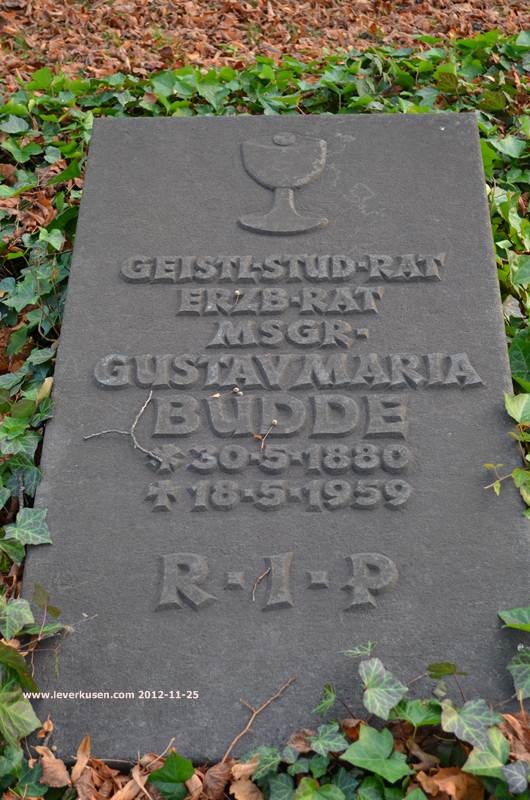 GEISTL·STUD·RAT
ERZB·RAT
MSGR·
GUSTAV MARIA
BUDDE
* 30·5·1880
✝ 18·5·1959
R·I·P
www.leverkusen.com 2012-11-25